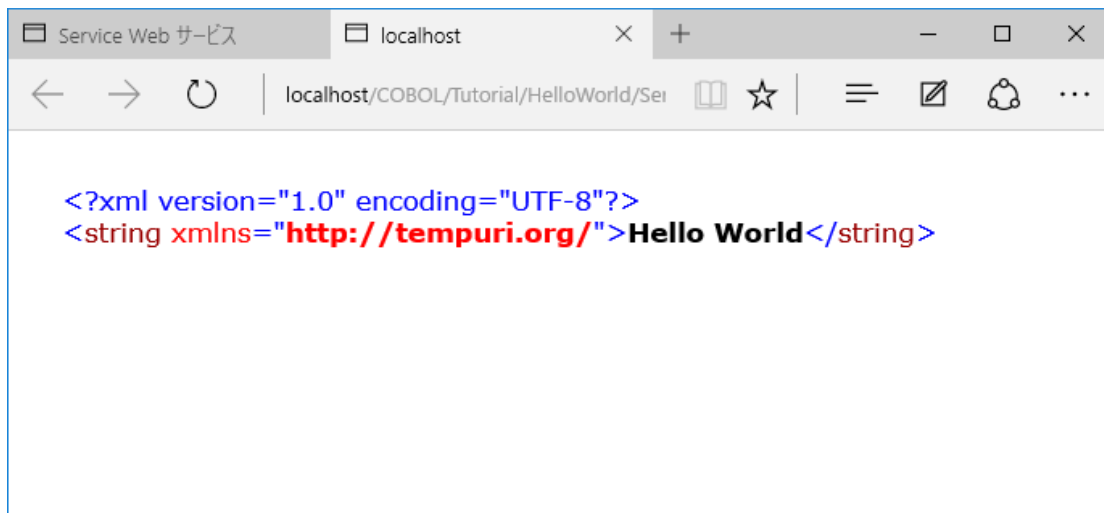 Service Web サービス
localhost
localhost/COBOL/Tutorial/HelloWorld/Ser
<?xml version="1.0" encoding="UTF-8"?>
<string xmlns="http://tempuri.org/">Hello World</string>